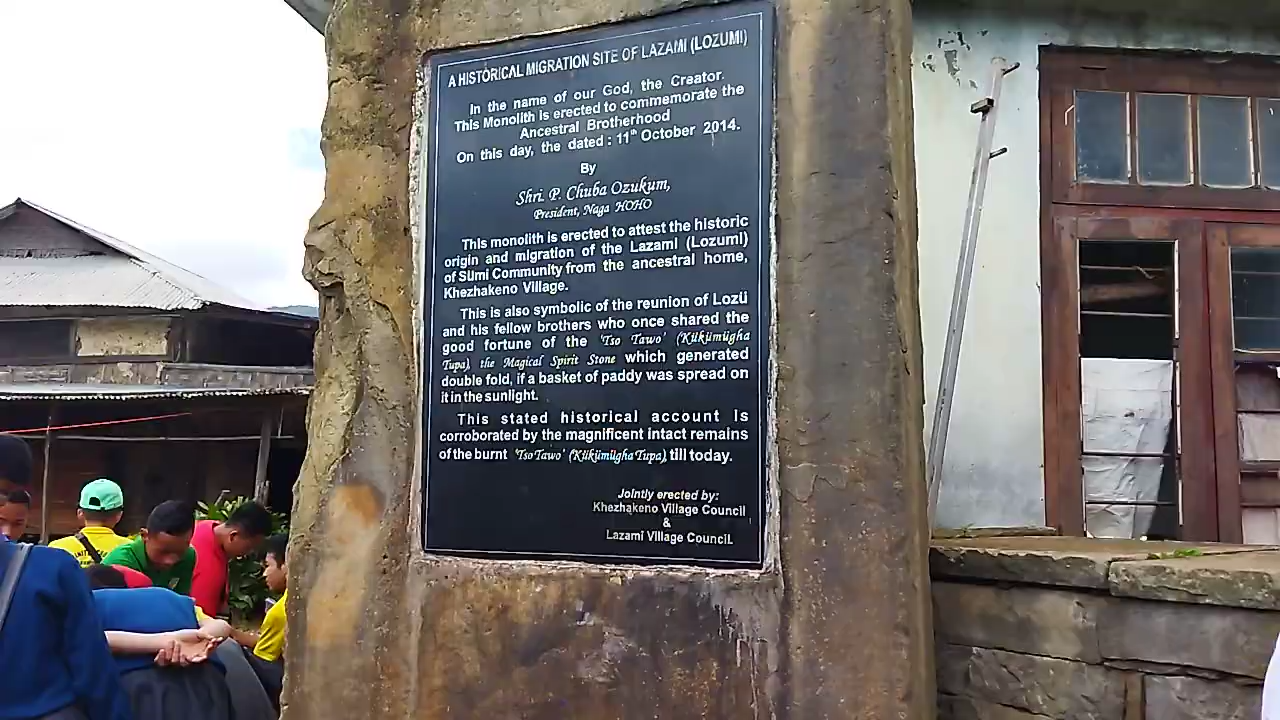 A HISTORICAL MIGRATION SITE OF LAZAMI (LOZUMI)
In the name of our God, the Creator.
This Monolith is erected to commemorate the
Ancestral Brotherhood
On this day, the dated : 11th October 2014.
By
Shri. P. Chuba Ozukum,
President, Naga HOHO
This monolith is erected to attest the historic
origin and migration of the Lazami (Lozumi)
of Sümi Community from the ancestral home,
Khezhakeno Village.
This is also symbolic of the reunion of Lozü
and his fellow brothers who once shared the
good fortune of the 'Tso Tawo' (Kükümügha
Tupa), the Magical Spirit Stone which generated
double fold, if a basket of paddy was spread on
it in the sunlight.
This stated historical account is
corroborated by the magnificent intact remains
of the burnt 'Tso Tawo' (Kükümügha Tupa) till today.
Jointly erected by:
Khezhakeno Village Council
&
Lazami Village Council.